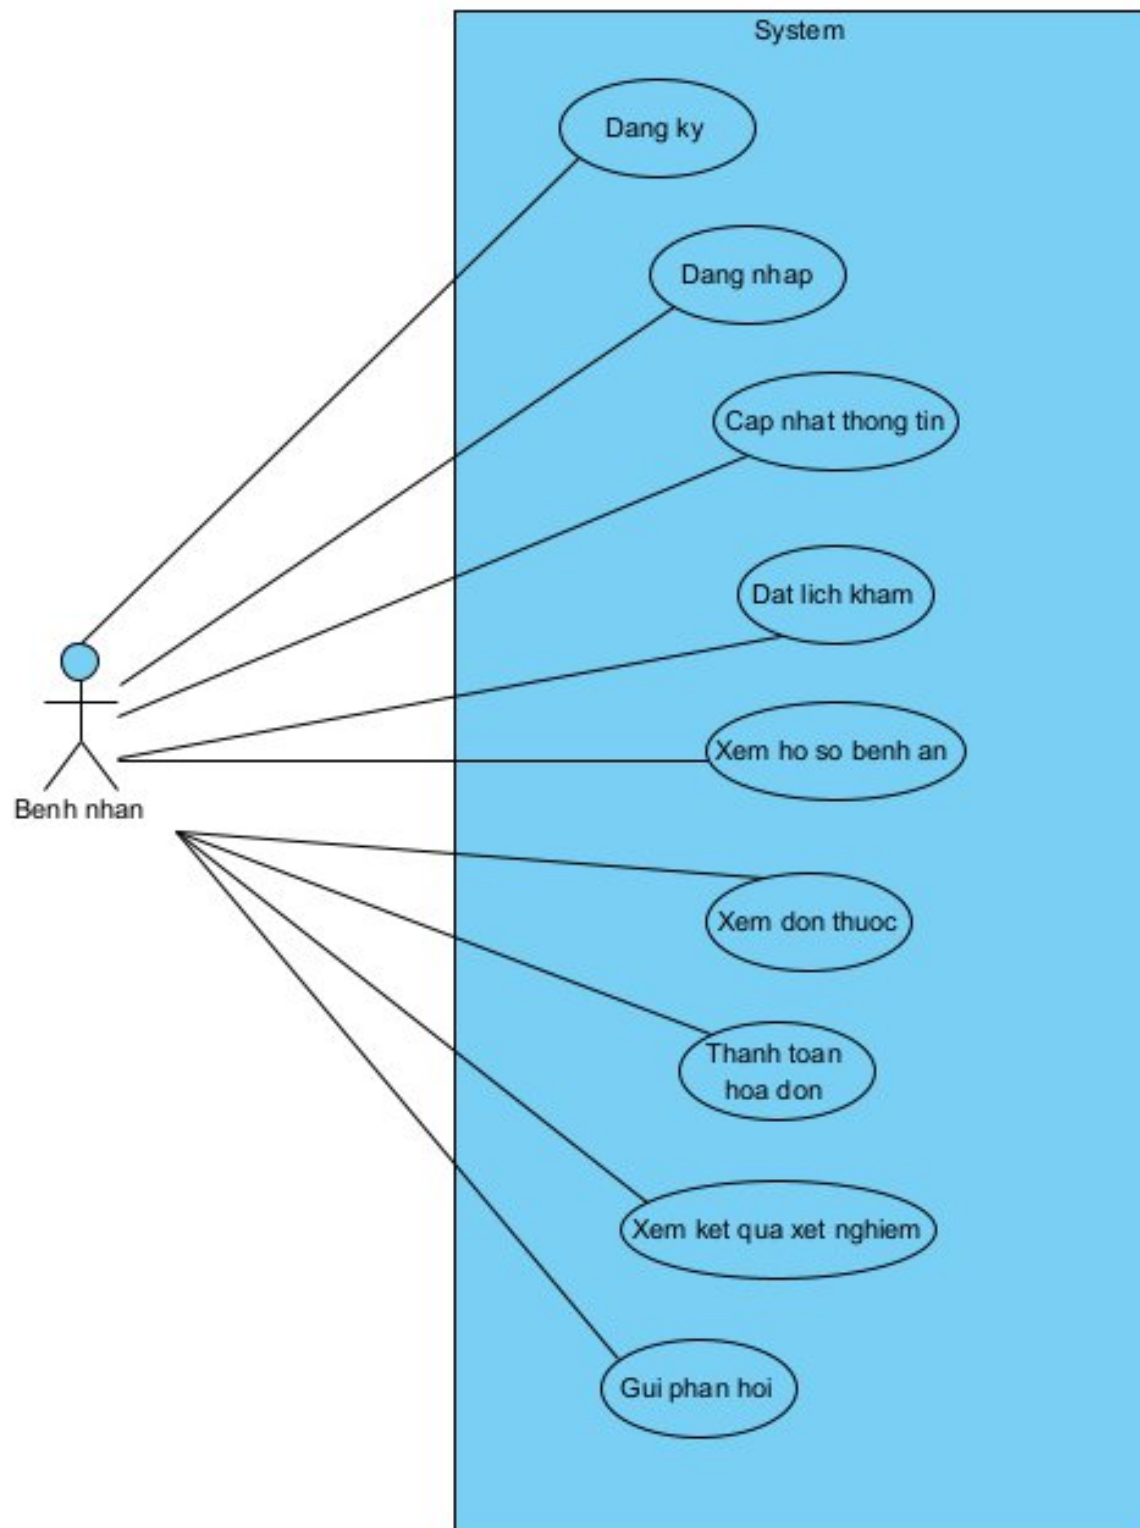 System
Dang ky
Dang nhap
Cap nhat thong tin
Dat lich kham
Xem ho so benh an
Benh nhan
Xem don thuoc
Thanh toan
hoa don
Xem ket qua xet nghiem
Gui phan hoi